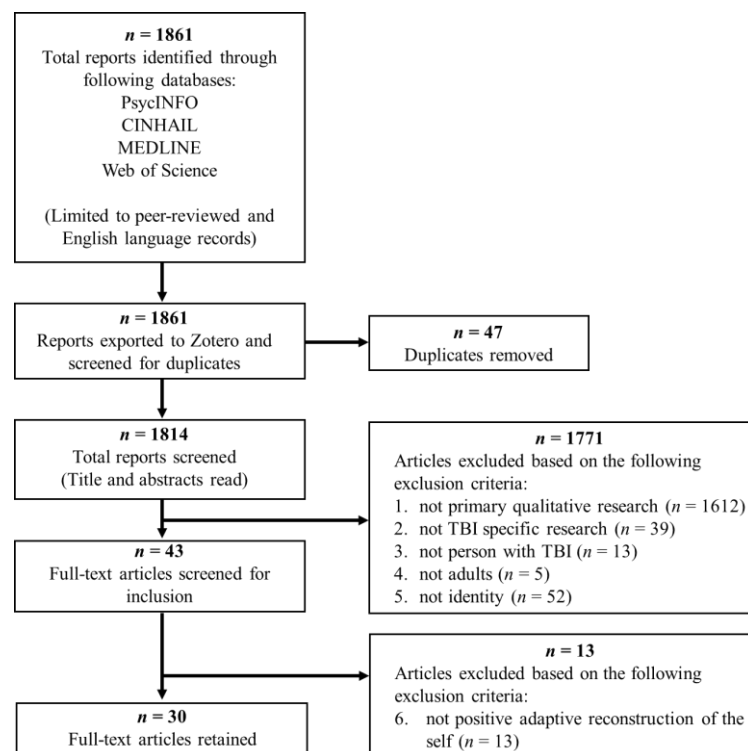 n = 1861
Total reports identified through
following databases:
PsycINFO
CINHAIL
MEDLINE
Web of Science
(Limited to peer-reviewed and
English language records)
n = 1861
Reports exported to Zotero and
screened for duplicates
n = 47
Duplicates removed
n = 1814
Total reports screened
(Title and abstracts read)
n = 1771
Articles excluded based on the following
exclusion criteria:
1. not primary qualitative research (n = 1612)
2. not TBI specific research (n = 39)
3. not person with TBI (n = 13)
4. not adults (n = 5)
5. not identity (n = 52)
n = 43
Full-text articles screened for
inclusion
n = 13
Articles excluded based on the following
exclusion criteria:
6. not positive adaptive reconstruction of the
self (n = 13)
n = 30
Full-text articles retained